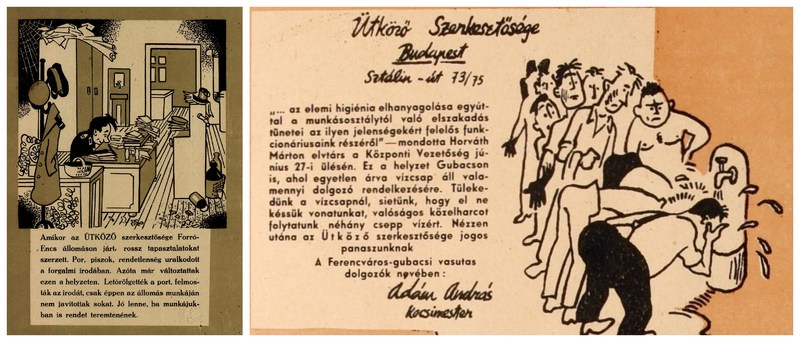 Amikor az ÜTKÖZŐ szerkesztősége Forró-
Encs állomáson járt, rossz tapasztalatokat
szerzett. Por, piszok, rendetlenség uralkodott
a forgalmi irodában. Azóta már változtattak
ezen a helyzeten. Letörölgették a port, felmos-
ták az irodát, csak éppen az állomás munkáján
nem javítottak sokat. Jó lenne, ha munkájuk-
ban is rendet teremtenének.
Ütköző Szerkesztősége
Budapest
Sztálin-út 73/75
„... az elemi higiénia elhanyagolása egyút-
tal a munkásosztálytól való elszakadás
tünetei az ilyen jelenségekért felelős funk-
cionáriusaink részéről" — mondotta Horváth
Márton elvtárs a Központi Vezetőség jú-
nius 27-i ülésén. Ez a helyzet Gubacson
is, ahol egyetlen árva vízcsap áll vala-
mennyi dolgozó rendelkezésére. Tüleke-
dünk a vízcsapnál, sietünk, hogy el ne
késsük vonatunkat, valóságos közelharcot
folytatunk néhány csepp vízért. Nézzen
utána az Ütköző szerkesztősége jogos
panaszunknak
A Ferencváros-gubacsi vasutas
dolgozók nevében:
Ádám András
kocsimester